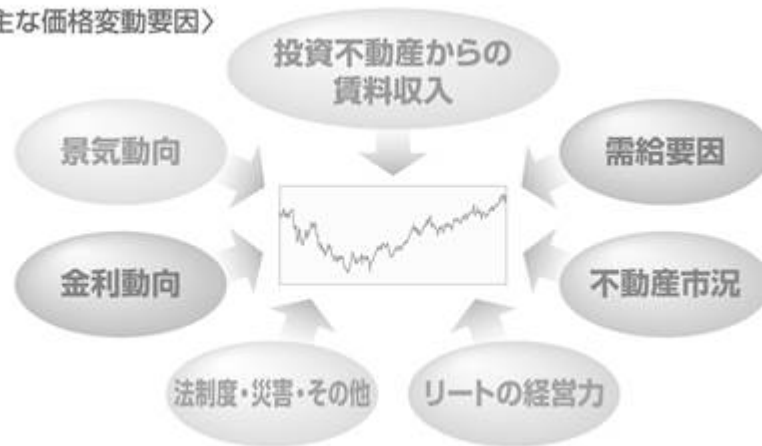 主な価格変動要因〉
投資不動産からの
賃料収入
景気動向
需給要因
金利動向
不動産市況
法制度・災害・その他
リートの経営力